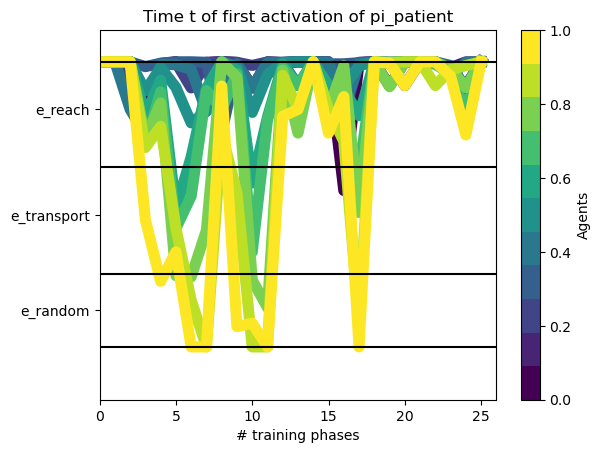 Time t of first activation of pi_patient
e_reach
e_transport
e_random
0
5
10
15
20
25
# training phases
1.0
0.8
0.6
0.4
0.2
0.0
Agents